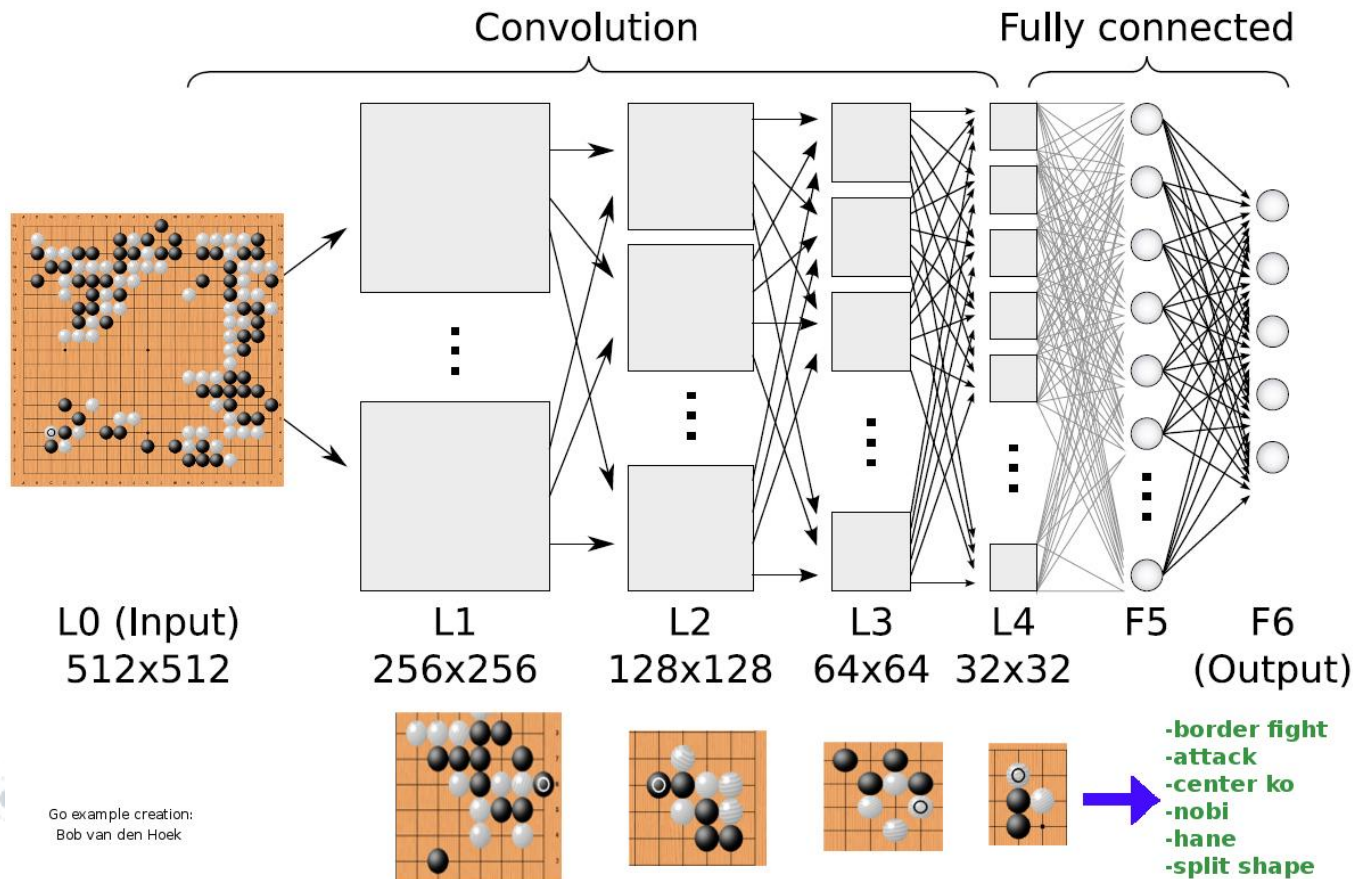 Convolution
Fully connected
L0 (Input)
512x512
L1
256x256
L2
128x128
L3
64x64
L4
32x32
F5
F6
(Output)
-border fight
-attack
-center ko
-nobi
-hane
-split shape
Go example creation:
Bob van den Hoek